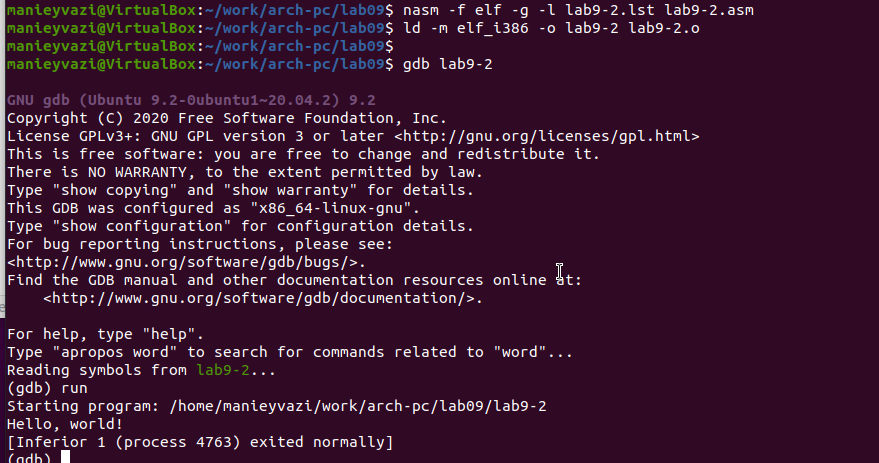 manieyvazi@VirtualBox:~/work/arch-pc/lab09$ nasm -f elf -g -l lab9-2.lst lab9-2.asm
manieyvazi@VirtualBox:~/work/arch-pc/lab09$ ld -m elf_i386 -o lab9-2 lab9-2.o
manieyvazi@VirtualBox:~/work/arch-pc/lab09$
manieyvazi@VirtualBox:~/work/arch-pc/lab09$ gdb lab9-2
GNU gdb (Ubuntu 9.2-0ubuntu1~20.04.2) 9.2
Copyright (C) 2020 Free Software Foundation, Inc.
License GPLv3+: GNU GPL version 3 or later <http://gnu.org/licenses/gpl.html>
This is free software: you are free to change and redistribute it.
There is NO WARRANTY, to the extent permitted by law.
Type "show copying" and "show warranty" for details.
This GDB was configured as "x86_64-linux-gnu".
Type "show configuration" for configuration details.
For bug reporting instructions, please see:
<http://www.gnu.org/software/gdb/bugs/>.
Find the GDB manual and other documentation resources online at:
    <http://www.gnu.org/software/gdb/documentation/>.
For help, type "help".
Type "apropos word" to search for commands related to "word"...
Reading symbols from lab9-2...
(gdb) run
Starting program: /home/manieyvazi/work/arch-pc/lab09/lab9-2
Hello, world!
[Inferior 1 (process 4763) exited normally]
(gdb)